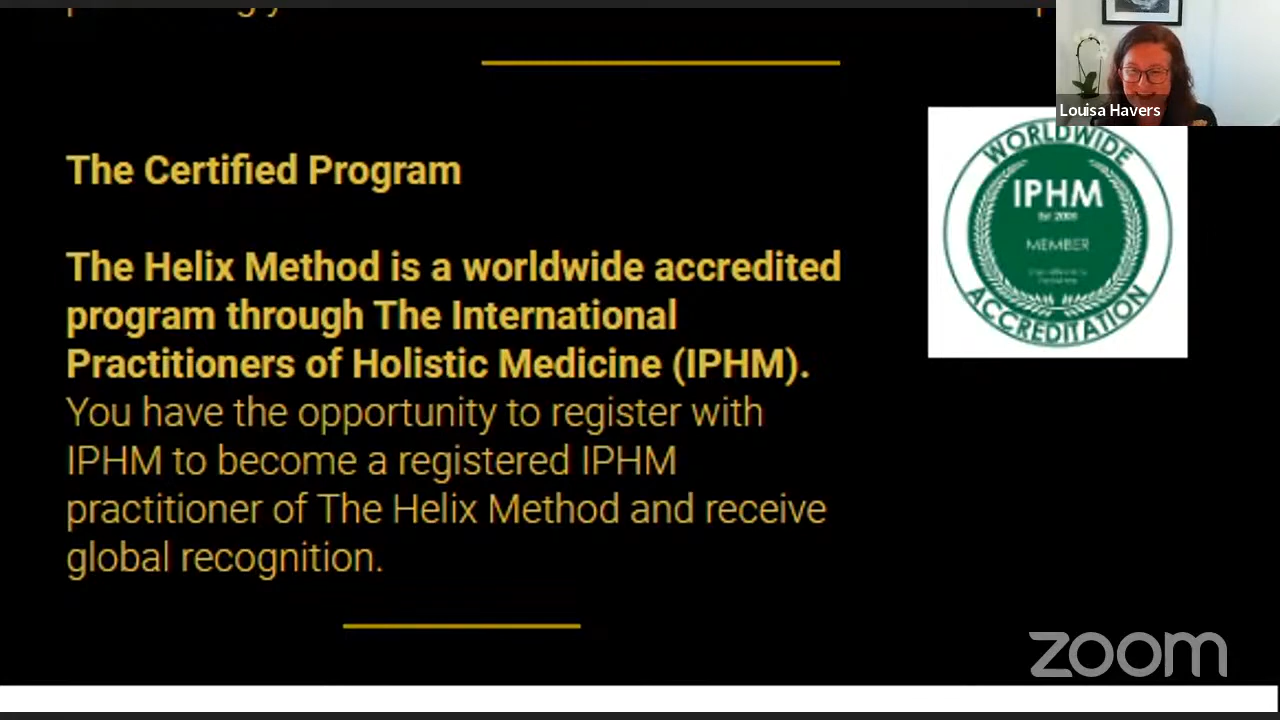 Louisa Havers
The Certified Program
The Helix Method is a worldwide accredited
program through The International
Practitioners of Holistic Medicine (IPHM).
You have the opportunity to register with
IPHM to become a registered IPHM
practitioner of The Helix Method and receive
global recognition.
WORLDWIDE
IPHM
MEMBER
ACCREDITATION
zoom